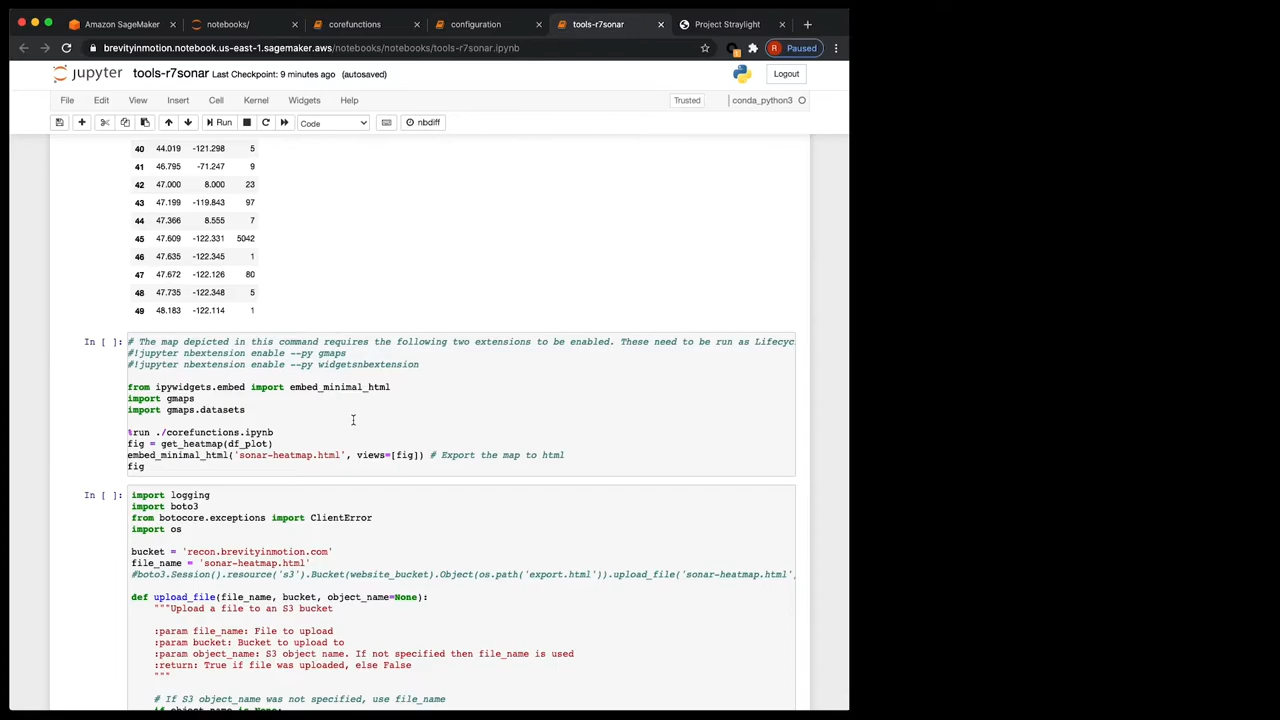 Amazon SageMaker
notebooks/
corefunctions
configuration
tools-r7sonar
Project Straylight
brevityinmotion.notebook.us-east-1.sagemaker.aws/notebooks/notebooks/tools-r7sonar.ipynb
R Paused
jupyter tools-r7sonar Last Checkpoint: 9 minutes ago (autosaved)
Logout
File Edit View Insert Cell Kernel Widgets Help
Trusted conda_python3
Run Code nbdiff
40 44.019 -121.298 5
41 46.795 -71.247 9
42 47.000 8.000 23
43 47.199 -119.843 97
44 47.366 8.555 7
45 47.609 -122.331 5042
46 47.635 -122.345 1
47 47.672 -122.126 80
48 47.735 -122.348 5
49 48.183 -122.114 1
In [ ]: # The map depicted in this command requires the following two extensions to be enabled. These need to be run as Lifecyc
#!jupyter nbextension enable --py gmaps
#!jupyter nbextension enable --py widgetsnbextension
from ipywidgets.embed import embed_minimal_html
import gmaps
import gmaps.datasets
%run ./corefunctions.ipynb
fig = get_heatmap(df_plot)
embed_minimal_html('sonar-heatmap.html', views=[fig]) # Export the map to html
fig
In [ ]: import logging
import boto3
from botocore.exceptions import ClientError
import os
bucket = 'recon.brevityinmotion.com'
file_name = 'sonar-heatmap.html'
#boto3.Session().resource('s3').Bucket(website_bucket).Object(os.path('export.html')).upload_file('sonar-heatmap.html'
def upload_file(file_name, bucket, object_name=None):
"""Upload a file to an S3 bucket
:param file_name: File to upload
:param bucket: Bucket to upload to
:param object_name: S3 object name. If not specified then file_name is used
:return: True if file was uploaded, else False
"""
# If S3 object_name was not specified, use file_name
if object_name is None: